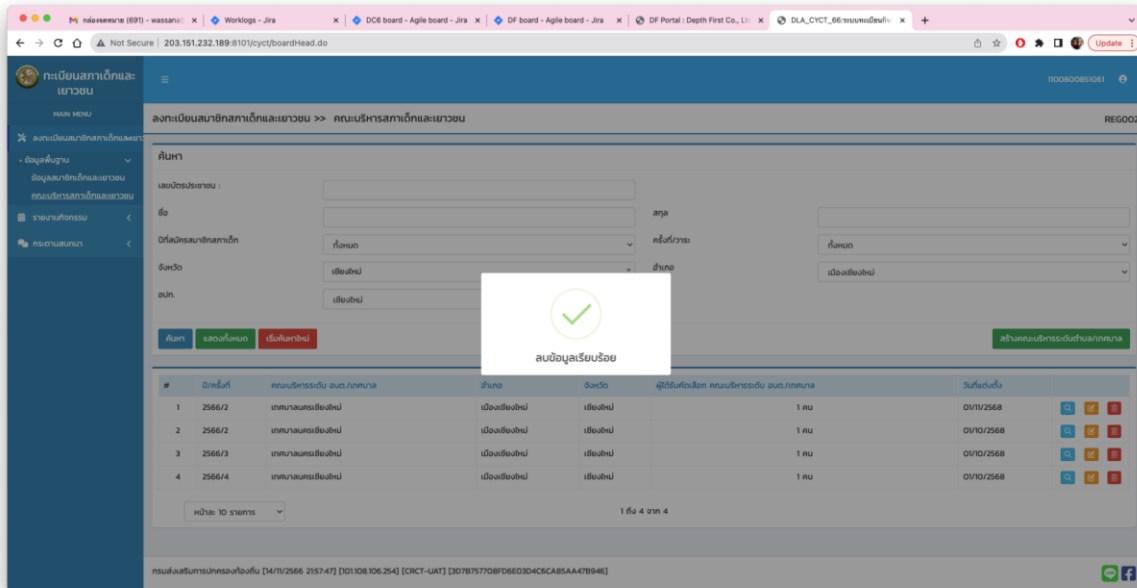 กล่องจดหมาย (691) - wassana
Worklogs - Jira
DC6 board - Agile board - Jira
DF board - Agile board - Jira
DF Portal : Depth First Co., Lt
DLA_CYCT_66:ระบบทะเบียนกิจ
Not Secure | 203.151.232.189:8101/cyct/boardHead.do
Update
ทะเบียนสภาเด็กและ
เยาวชน
1100800851061
MAIN MENU
ลงทะเบียนสมาชิกสภาเด็กและเยาวชน >> คณะบริหารสภาเด็กและเยาวชน
REG002
ลงทะเบียนสมาชิกสภาเด็กและเยาว
ข้อมูลพื้นฐาน
ข้อมูลสมาชิกเด็กและเยาวชน
คณะบริหารสภาเด็กและเยาวชน
รายงานกิจกรรม
กระดานสนทนา
ค้นหา
เลขบัตรประชาชน :
ชื่อ
สกุล
ปีที่สมัครสมาชิกสภาเด็ก ทั้งหมด ครั้งที่/วาระ ทั้งหมด
จังหวัด เชียงใหม่ อำเภอ เมืองเชียงใหม่
อปท. เชียงใหม่
ลบข้อมูลเรียบร้อย
ค้นหา แสดงทั้งหมด เริ่มค้นหาใหม่ สร้างคณะบริหารระดับตำบล/เทศบาล
# ปี/ครั้งที่ คณะบริหารระดับ อบต./เทศบาล อำเภอ จังหวัด ผู้ได้รับคัดเลือก คณะบริหารระดับ อบต./เทศบาล วันที่แต่งตั้ง
1 2566/2 เทศบาลนครเชียงใหม่ เมืองเชียงใหม่ เชียงใหม่ 1 คน 01/11/2568
2 2566/2 เทศบาลนครเชียงใหม่ เมืองเชียงใหม่ เชียงใหม่ 1 คน 01/10/2568
3 2566/3 เทศบาลนครเชียงใหม่ เมืองเชียงใหม่ เชียงใหม่ 1 คน 01/10/2568
4 2566/4 เทศบาลนครเชียงใหม่ เมืองเชียงใหม่ เชียงใหม่ 1 คน 01/10/2568
หน้าละ 10 รายการ 1 ถึง 4 จาก 4
กรมส่งเสริมการปกครองท้องถิ่น [14/11/2566 21:57:47] [101.108.106.254] [CRCT-UAT] [3D7B757708FD6E03D4C6CA85AA47B946]